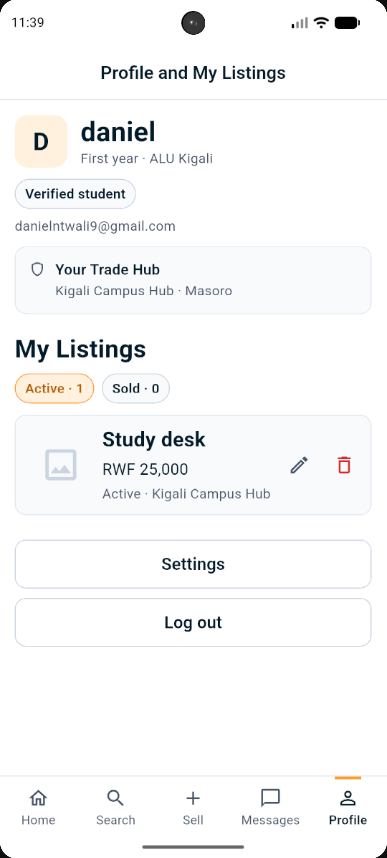 11:39
Profile and My Listings
D
daniel
First year · ALU Kigali
Verified student
danielntwali9@gmail.com
Your Trade Hub
Kigali Campus Hub · Masoro
My Listings
Active · 1
Sold · 0
Study desk
RWF 25,000
Active · Kigali Campus Hub
Settings
Log out
Home
Search
Sell
Messages
Profile